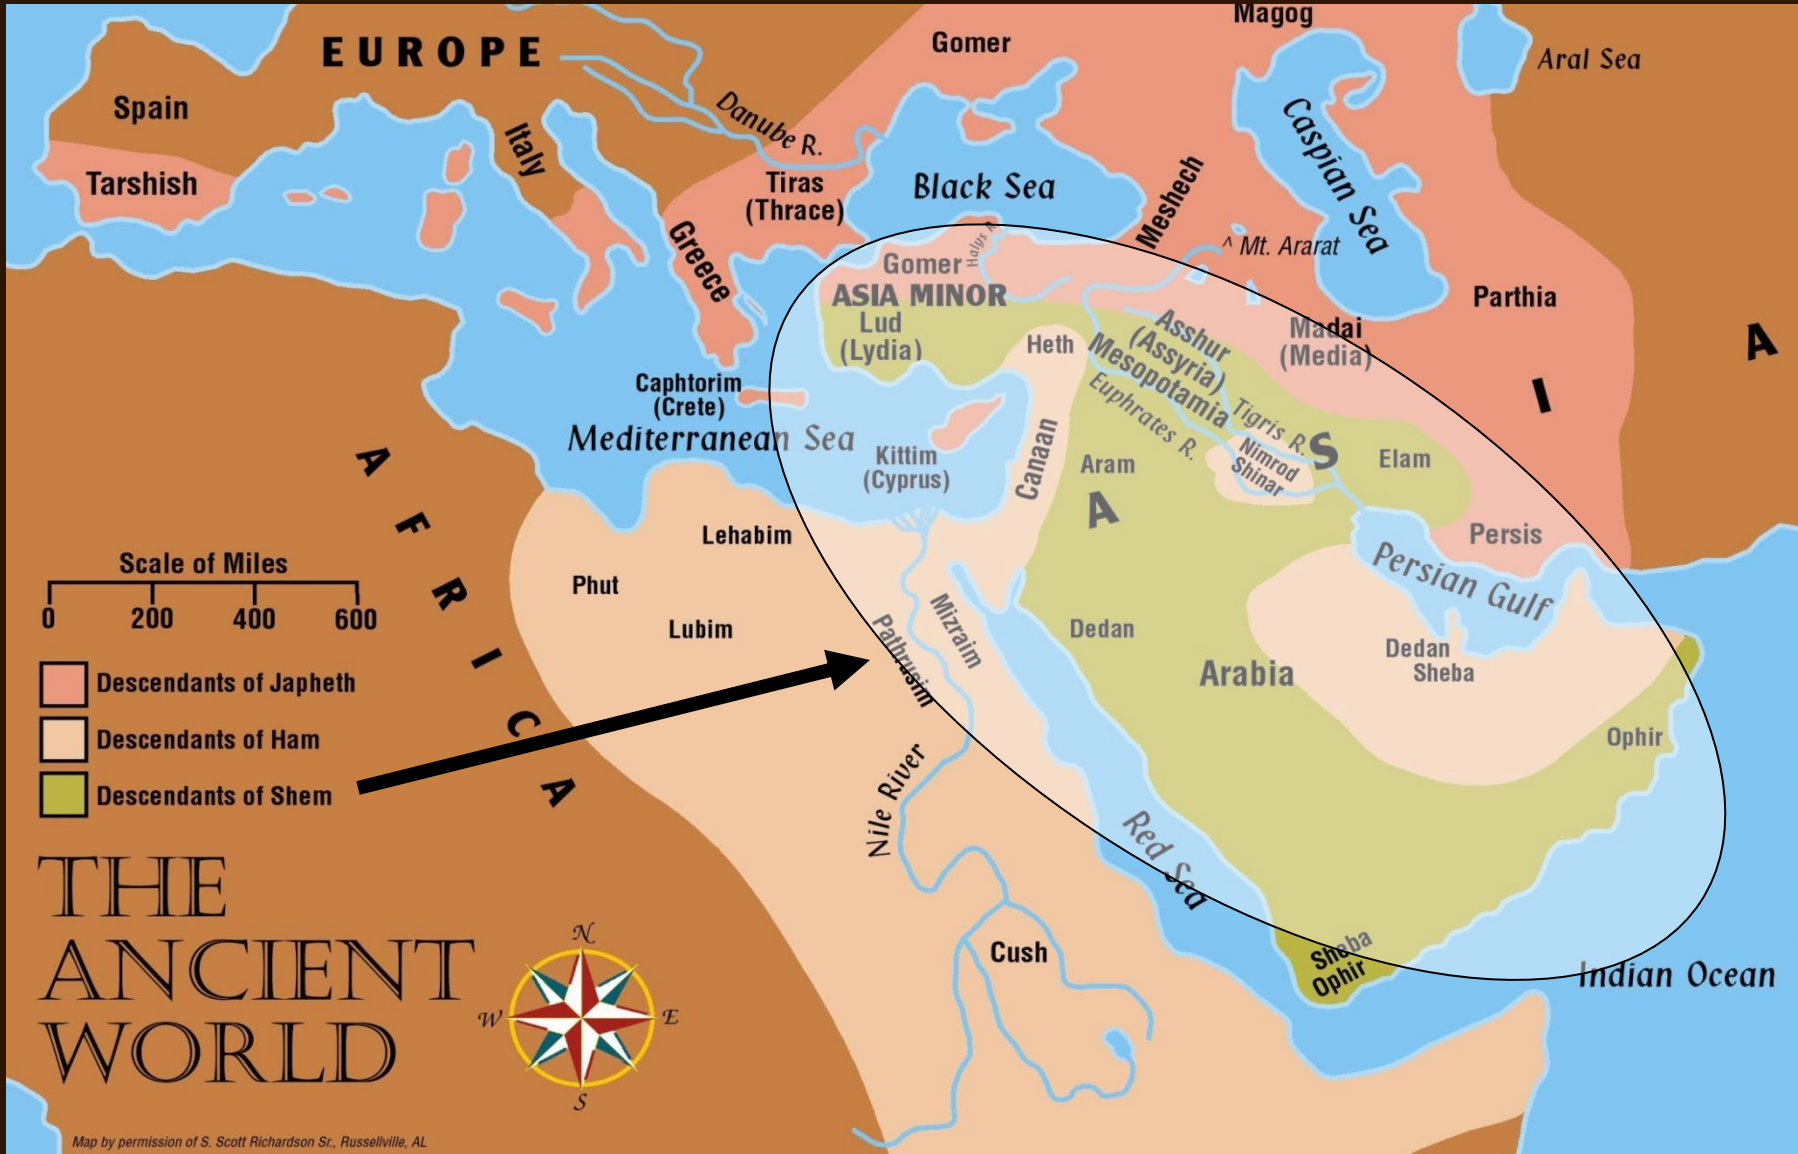 Magog
Gomer
EUROPE
Aral Sea
Spain
Danube R.
Italy
Caspian Sea
Tarshish
Tiras
(Thrace)
Black Sea
Meshech
Greece
Halys R.
^ Mt. Ararat
Gomer
ASIA MINOR
Parthia
Lud
(Lydia)
Heth
Asshur
(Assyria)
Mesopotamia
Madai
(Media)
ASIA
Caphtorim
(Crete)
Mediterranean Sea
Euphrates R.
Tigris R.
Kittim
(Cyprus)
Canaan
Aram
Nimrod
Shinar
Elam
AFRICA
Lehabim
Persis
Persian Gulf
Scale of Miles
0 200 400 600
Phut
Lubim
Pathrusim
Mizraim
Dedan
Arabia
Dedan
Sheba
Descendants of Japheth
Descendants of Ham
Descendants of Shem
Ophir
Nile River
Red Sea
THE
ANCIENT
WORLD
N
W
E
S
Cush
Sheba
Ophir
Indian Ocean
Map by permission of S. Scott Richardson Sr., Russellville, AL